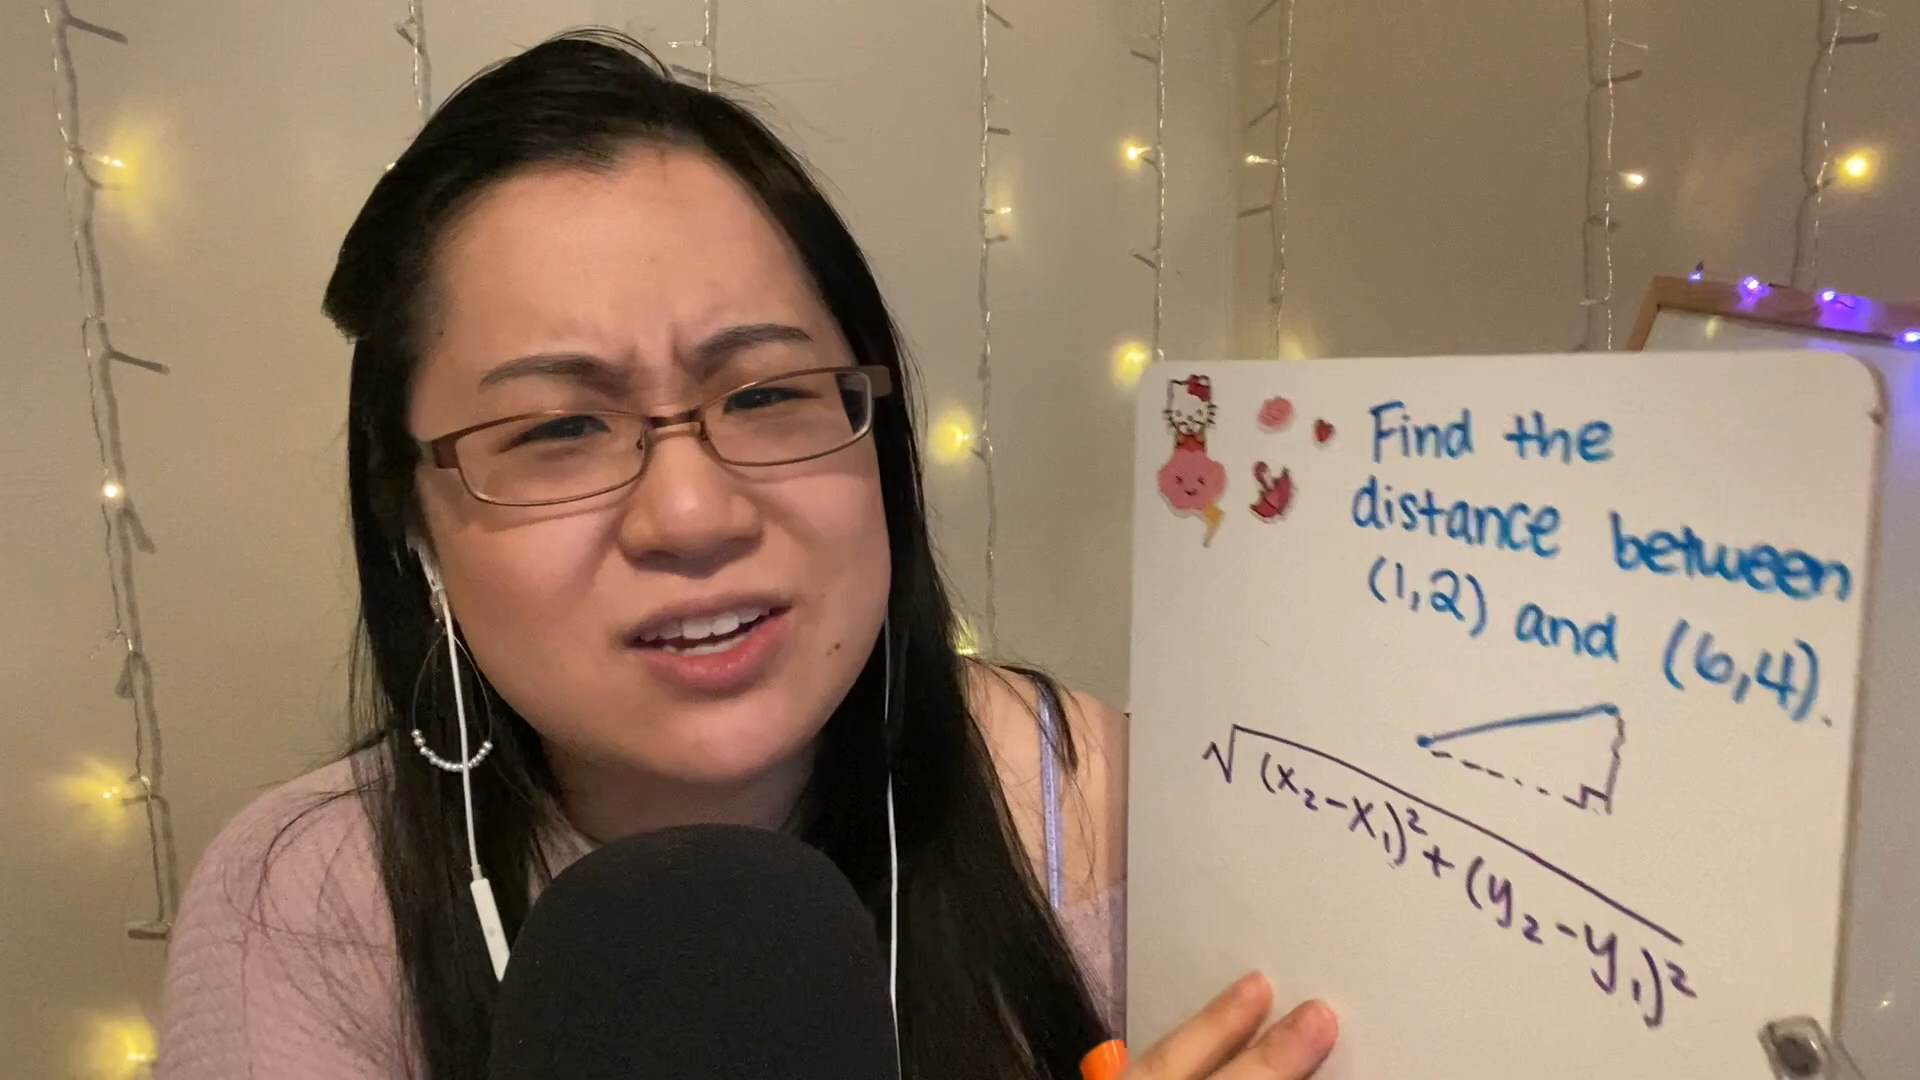 Find the
distance between
(1,2) and (6,4).
√(x₂-x₁)²+(y₂-y₁)²